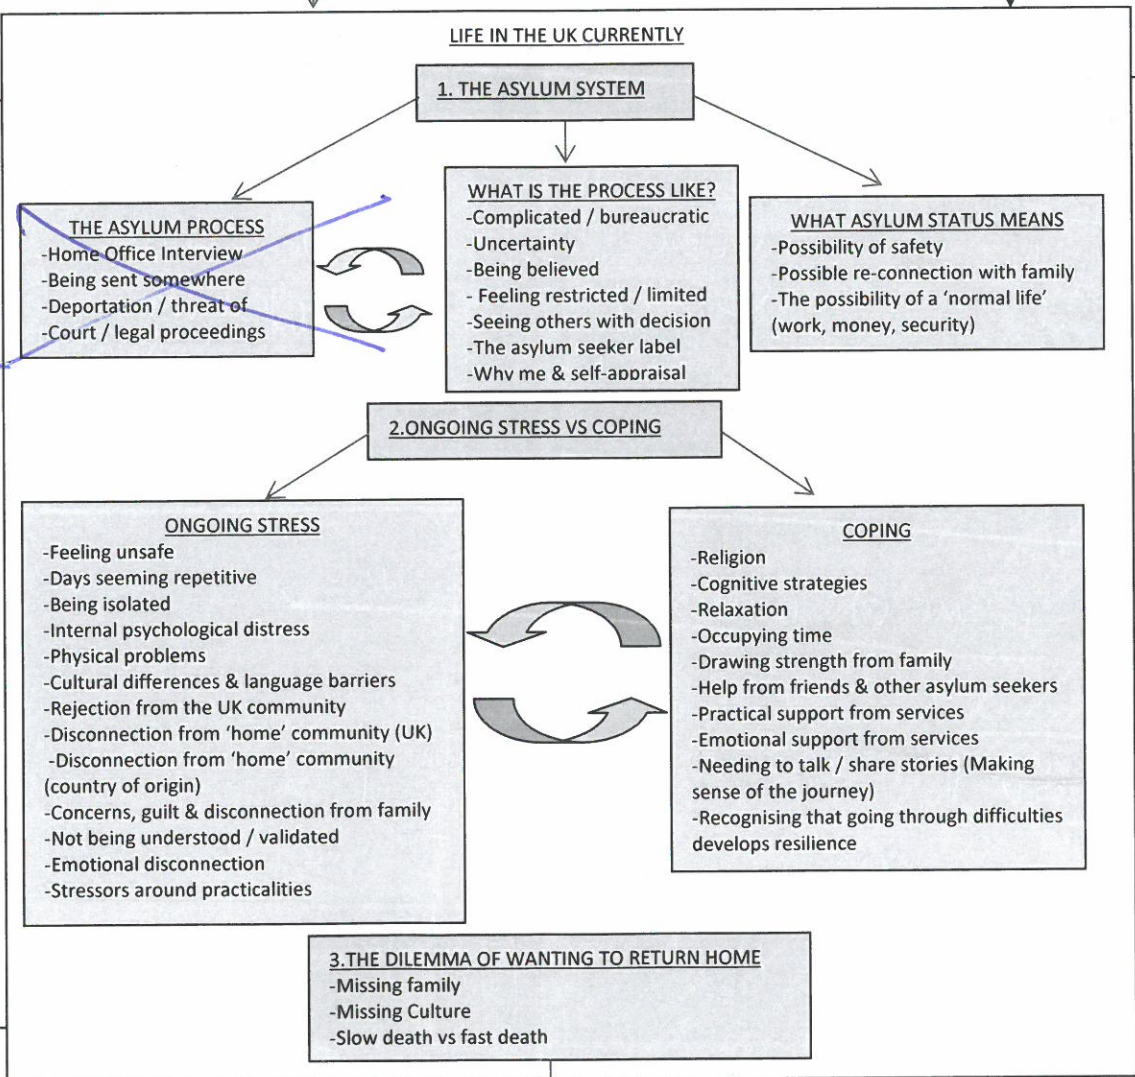 LIFE IN THE UK CURRENTLY
1. THE ASYLUM SYSTEM
THE ASYLUM PROCESS
-Home Office Interview
-Being sent somewhere
-Deportation / threat of
-Court / legal proceedings
WHAT IS THE PROCESS LIKE?
-Complicated / bureaucratic
-Uncertainty
-Being believed
- Feeling restricted / limited
-Seeing others with decision
-The asylum seeker label
-Why me & self-appraisal
WHAT ASYLUM STATUS MEANS
-Possibility of safety
-Possible re-connection with family
-The possibility of a ‘normal life’
(work, money, security)
2.ONGOING STRESS VS COPING
ONGOING STRESS
-Feeling unsafe
-Days seeming repetitive
-Being isolated
-Internal psychological distress
-Physical problems
-Cultural differences & language barriers
-Rejection from the UK community
-Disconnection from ‘home’ community (UK)
-Disconnection from ‘home’ community
(country of origin)
-Concerns, guilt & disconnection from family
-Not being understood / validated
-Emotional disconnection
-Stressors around practicalities
COPING
-Religion
-Cognitive strategies
-Relaxation
-Occupying time
-Drawing strength from family
-Help from friends & other asylum seekers
-Practical support from services
-Emotional support from services
-Needing to talk / share stories (Making
sense of the journey)
-Recognising that going through difficulties
develops resilience
3.THE DILEMMA OF WANTING TO RETURN HOME
-Missing family
-Missing Culture
-Slow death vs fast death